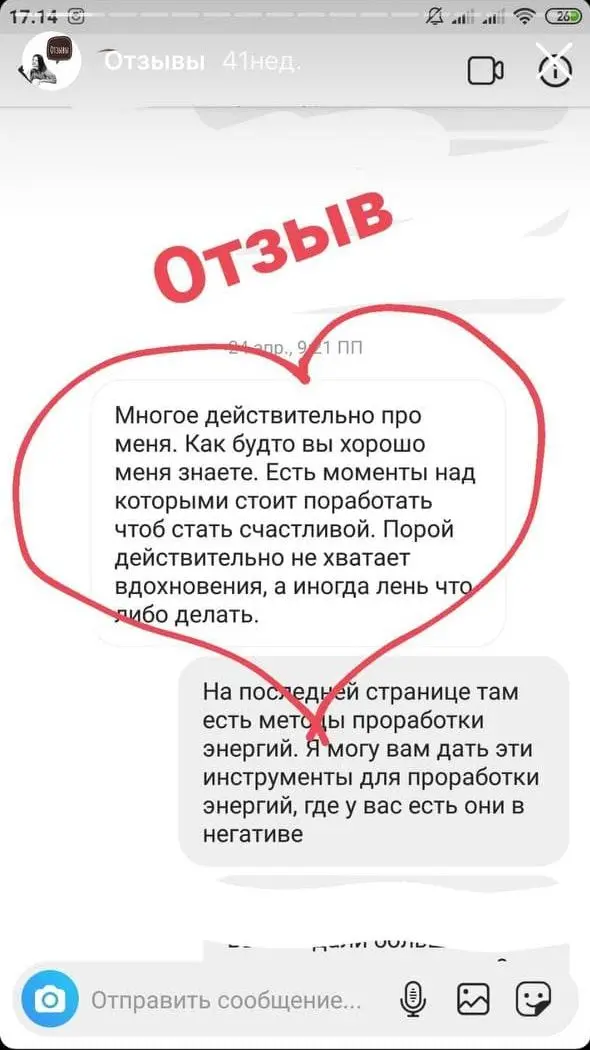 17.14
26
Отзывы 41нед.
ОТЗЫВ
24 апр., 9:21 ПП
Многое действительно про
меня. Как будто вы хорошо
меня знаете. Есть моменты над
которыми стоит поработать
чтоб стать счастливой. Порой
действительно не хватает
вдохновения, а иногда лень что
либо делать.
На последней странице там
есть методы проработки
энергий. Я могу вам дать эти
инструменты для проработки
энергий, где у вас есть они в
негативе
Отправить сообщение...